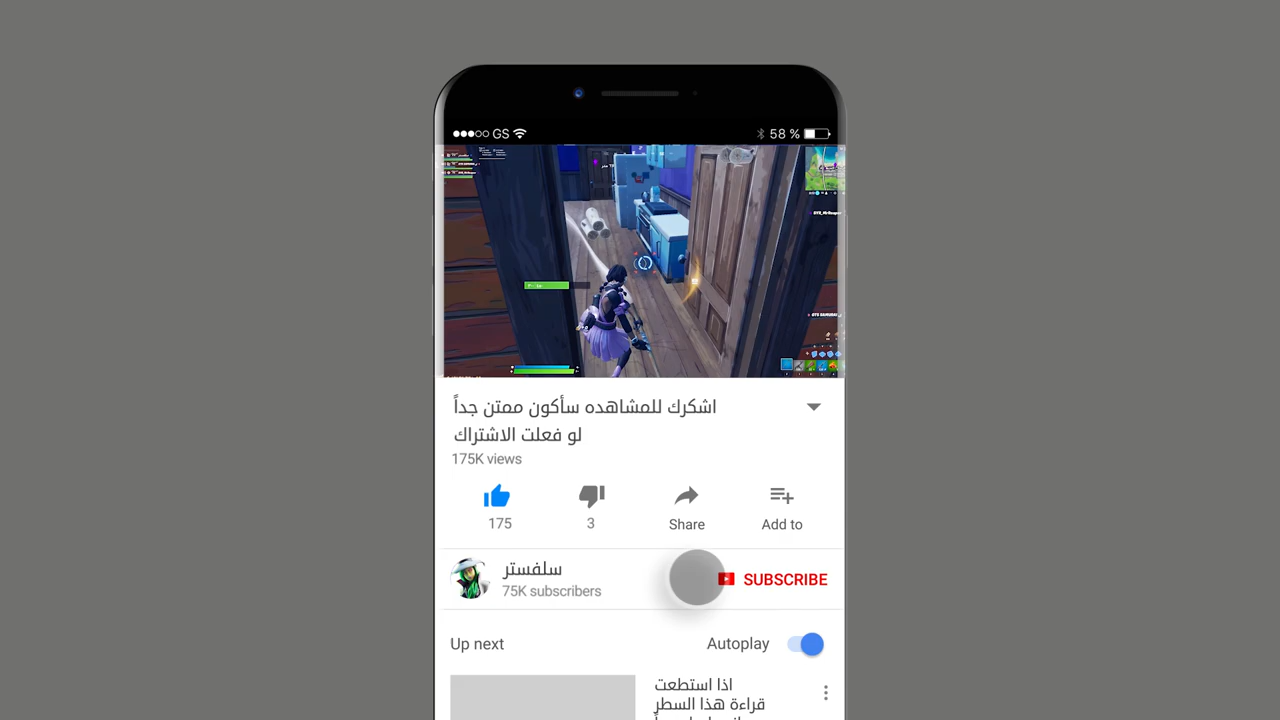 GS
58 %
اشكرك للمشاهده سأكون ممتن جداً
لو فعلت الاشتراك
175K views
175
3
Share
Add to
سلفستر
75K subscribers
SUBSCRIBE
Up next
Autoplay
اذا استطعت
قراءة هذا السطر